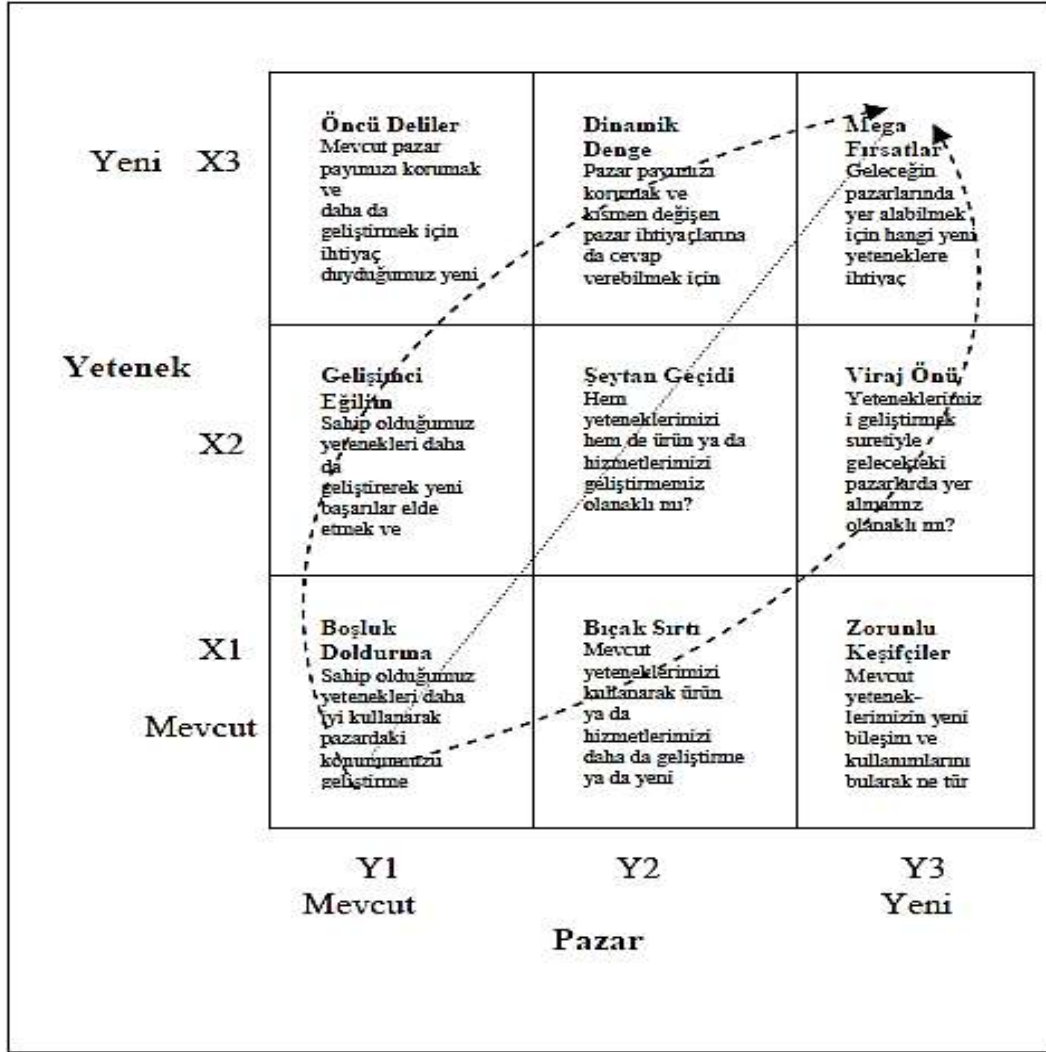 Yeni X3
Öncü Deliler
Mevcut pazar
payımızı korumak
ve
daha da
geliştirmek için
ihtiyaç
duyduğumuz yeni
Dinamik
Denge
Pazar payımızı
korumak ve
kısmen değişen
pazar ihtiyaçlarına
da cevap
verebilmek için
Mega
Fırsatlar
Geleceğin
pazarlarında
yer alabilmek
için hangi yeni
yeteneklere
ihtiyaç
Yetenek
X2
Gelişimci
Eğilim
Sahip olduğumuz
yetenekleri daha
da
geliştirerek yeni
başarılar elde
etmek ve
Şeytan Geçidi
Hem
yeteneklerimizi
hem de ürün ya da
hizmetlerimizi
geliştirmemiz
olanaklı mı?
Viraj Önü
Yeteneklerimiz
i geliştirmek
suretiyle
gelecekteki
pazarlarda yer
almamız
olanaklı mı?
X1
Mevcut
Boşluk
Doldurma
Sahip olduğumuz
yetenekleri daha
iyi kullanarak
pazardaki
konumumuzu
geliştirme
Bıçak Sırtı
Mevcut
yeteneklerimizi
kullanarak ürün
ya da
hizmetlerimizi
daha da geliştirme
ya da yeni
Zorunlu
Keşifçiler
Mevcut
yetenek-
lerimizin yeni
bileşim ve
kullanımlarını
bularak ne tür
Y1 Y2 Y3
Mevcut Yeni
Pazar